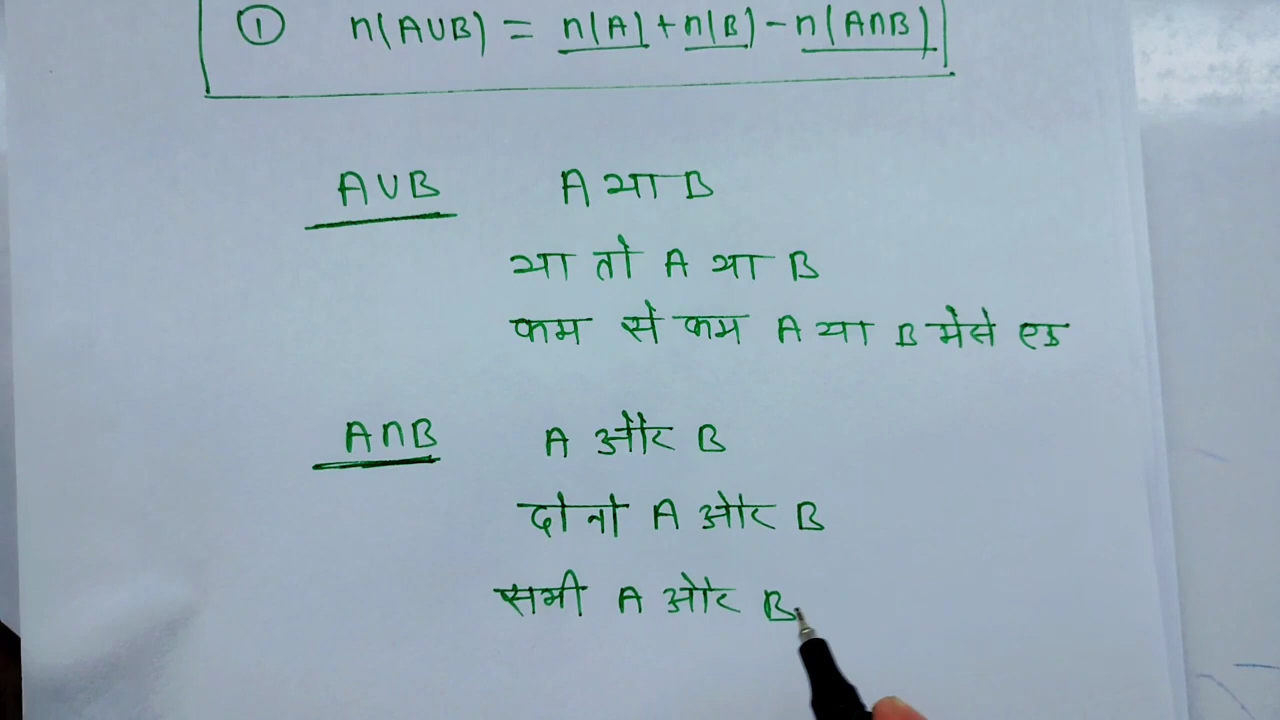 ① n(A∪B) = n(A) + n(B) - n(A∩B)
A∪B A या B
या तो A या B
कम से कम A या B मेसे एक
A∩B A और B
दोनो A और B
सभी A और B